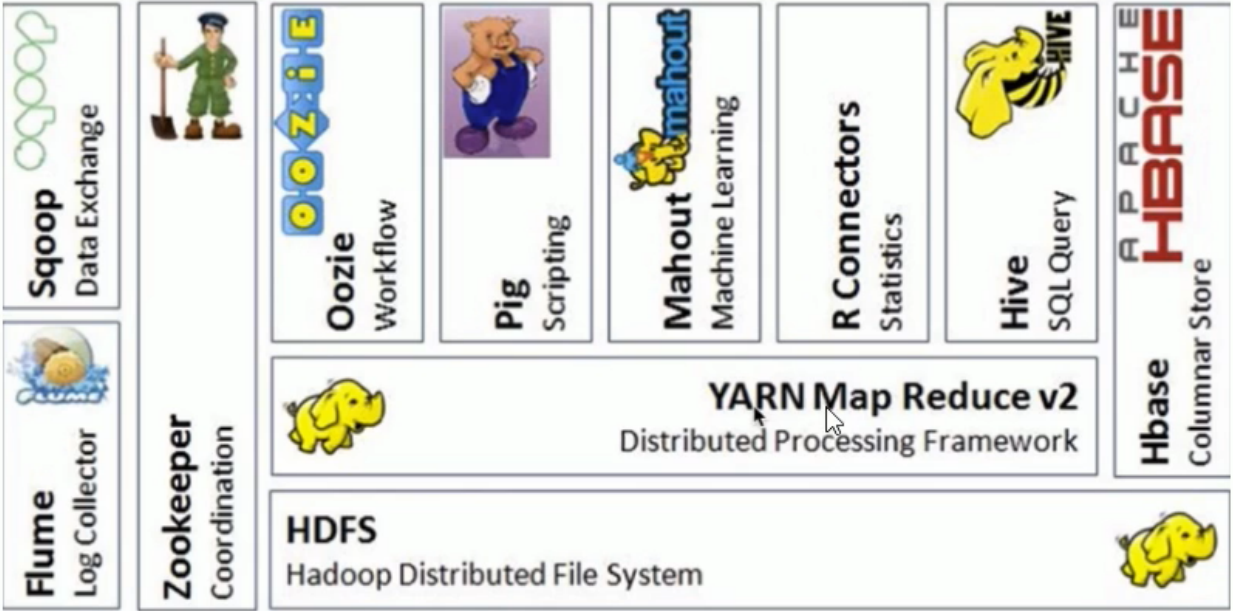 Sqoop
Data Exchange
Flume
Log Collector
Zookeeper
Coordination
OOZiE
Oozie
Workflow
Pig
Scripting
mahout
Mahout
Machine Learning
R Connectors
Statistics
HIVE
Hive
SQL Query
APACHE
HBASE
Hbase
Columnar Store
YARN Map Reduce v2
Distributed Processing Framework
HDFS
Hadoop Distributed File System